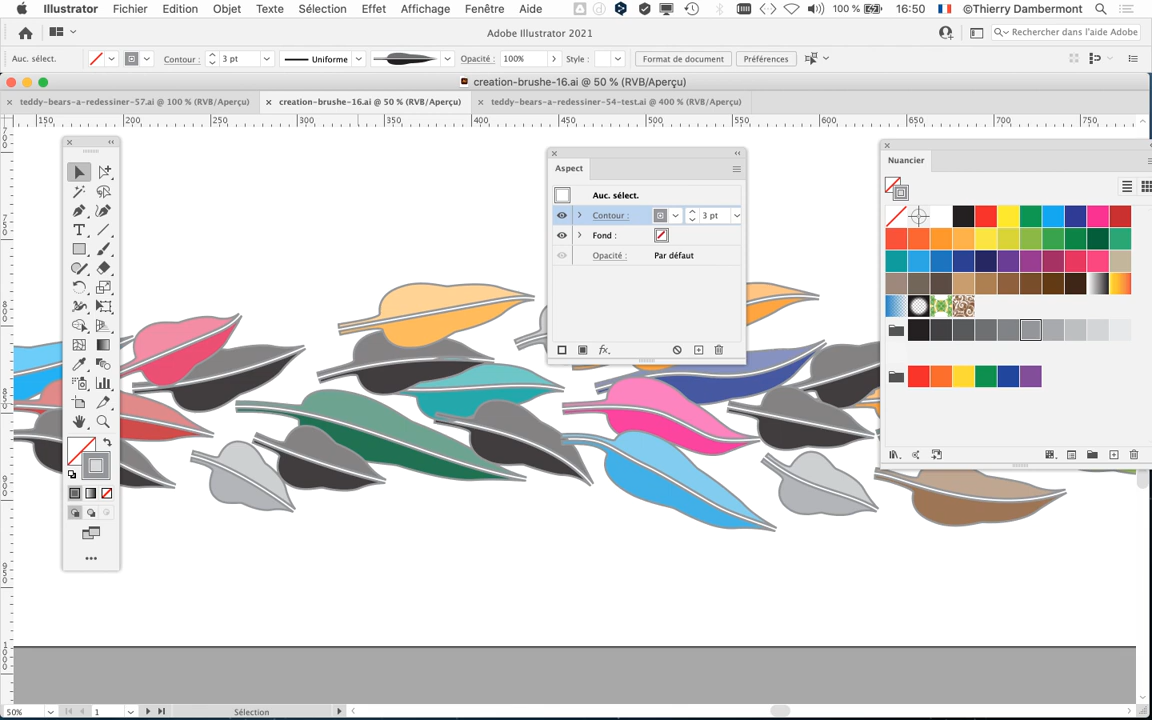 Illustrator Fichier Edition Objet Texte Sélection Effet Affichage Fenêtre Aide 100 % 16:50 ©Thierry Dambermont
Adobe Illustrator 2021 Rechercher dans l'aide Adobe
Auc. sélect. Contour : 3 pt Uniforme Opacité : 100% Style : Format de document Préférences
creation-brushe-16.ai @ 50 % (RVB/Aperçu)
teddy-bears-a-redessiner-57.ai @ 100 % (RVB/Aperçu) creation-brushe-16.ai @ 50 % (RVB/Aperçu) teddy-bears-a-redessiner-54-test.ai @ 400 % (RVB/Aperçu)
150 200 250 300 350 400 450 500 550 600 650 700 750
700
750
800
850
900
950
1000
Aspect
Auc. sélect.
Contour : 3 pt
Fond :
Opacité : Par défaut
fx.
Nuancier
50% 1 Sélection